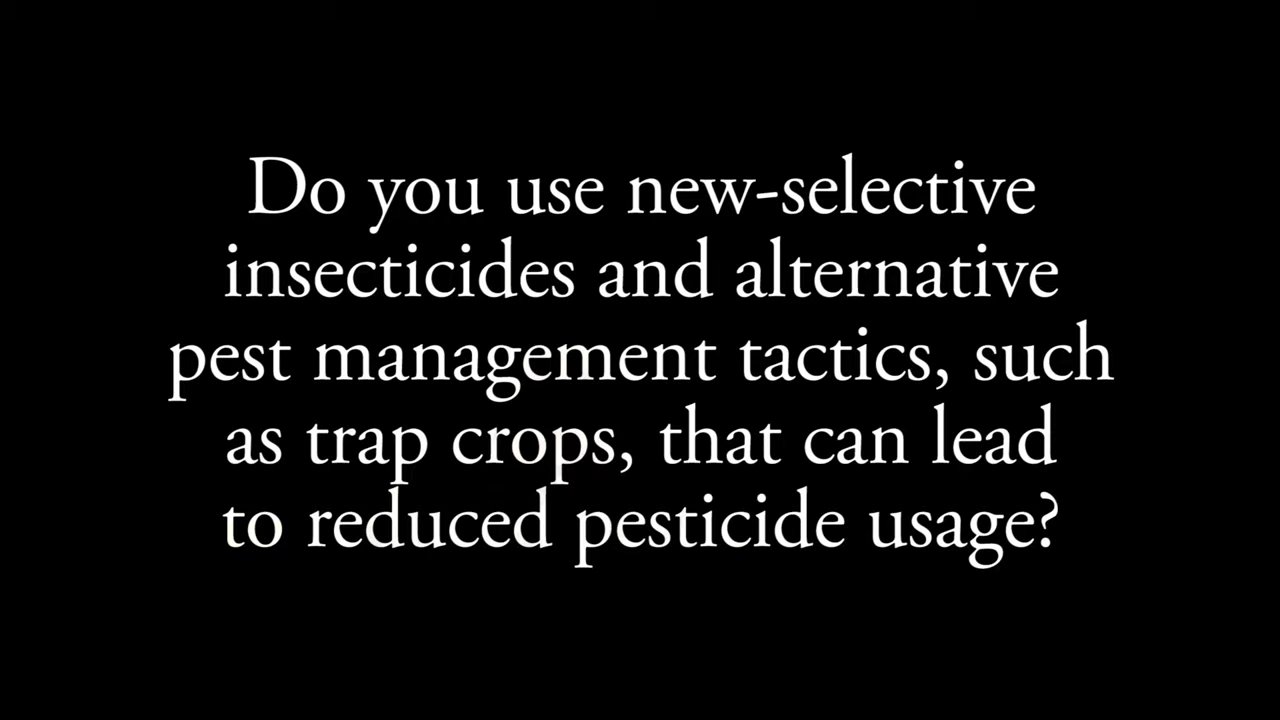 Do you use new-selective
insecticides and alternative
pest management tactics, such
as trap crops, that can lead
to reduced pesticide usage?